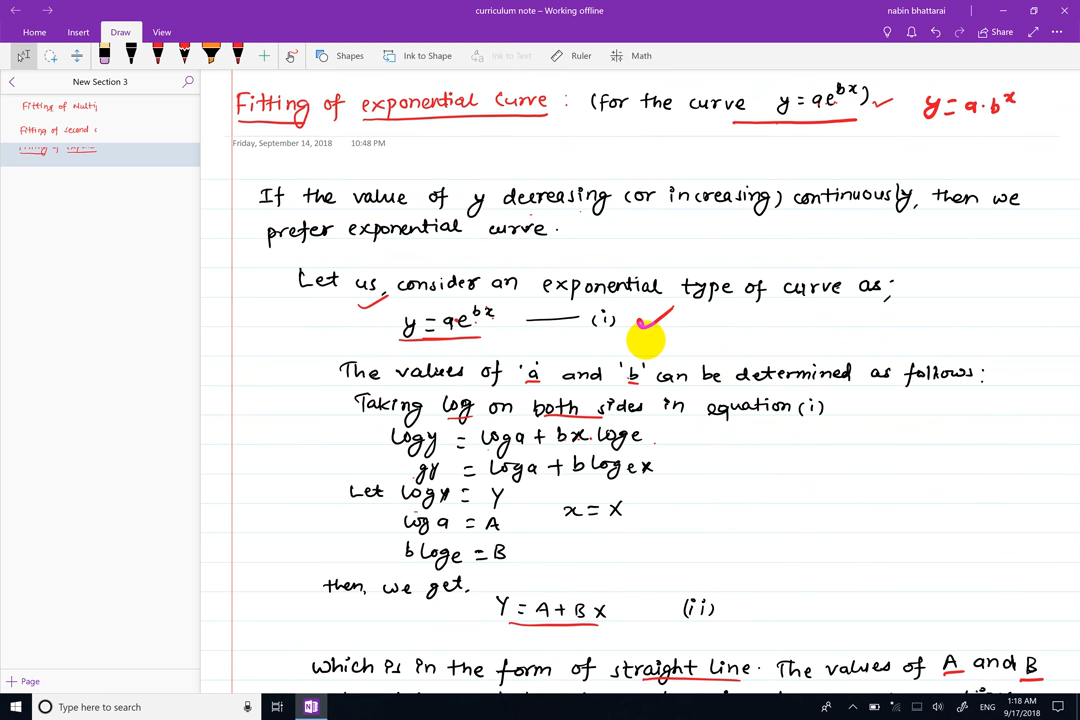 curriculum note – Working offline
nabin bhattarai
Home Insert Draw View
Share
Shapes Ink to Shape Ink to Text Ruler Math
New Section 3
Fitting of Multi
Fitting of second
Fitting of exponential Curve : (for the curve y = ae^{bx}) y = a·b^x
Friday, September 14, 2018 10:48 PM
If the value of y decreasing (or increasing) continuously, then we
prefer exponential curve.
Let us, consider an exponential type of curve as;
y = ae^{bx} —— (i)
The values of 'a' and 'b' can be determined as follows:
Taking log on both sides in equation (i)
logy = loga + bx. loge
gy = loga + b loge x
Let logy = Y
x = X
log a = A
b loge = B
then, we get,
Y = A + B X (ii)
which is in the form of straight line. The values of A and B
Page
Type here to search
ENG
1:18 AM
9/17/2018